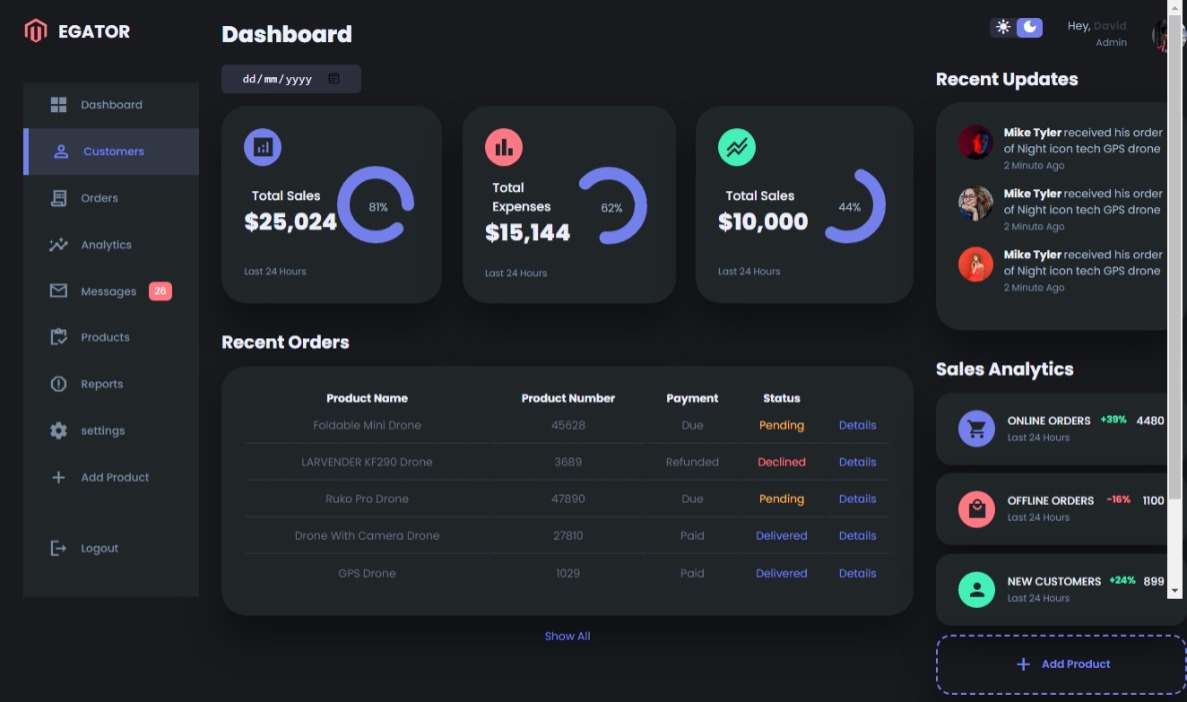 EGATOR
Dashboard
Customers
Orders
Analytics
Messages 26
Products
Reports
settings
Add Product
Logout
Dashboard
dd/mm/yyyy
Total Sales
$25,024
81%
Last 24 Hours
Total
Expenses
$15,144
62%
Last 24 Hours
Total Sales
$10,000
44%
Last 24 Hours
Recent Orders
Product Name Product Number Payment Status
Foldable Mini Drone 45628 Due Pending Details
LARVENDER KF290 Drone 3689 Refunded Declined Details
Ruko Pro Drone 47890 Due Pending Details
Drone With Camera Drone 27810 Paid Delivered Details
GPS Drone 1029 Paid Delivered Details
Show All
Hey, David
Admin
Recent Updates
Mike Tyler received his order
of Night icon tech GPS drone
2 Minute Ago
Mike Tyler received his order
of Night icon tech GPS drone
2 Minute Ago
Mike Tyler received his order
of Night icon tech GPS drone
2 Minute Ago
Sales Analytics
ONLINE ORDERS +39% 4480
Last 24 Hours
OFFLINE ORDERS -16% 1100
Last 24 Hours
NEW CUSTOMERS +24% 899
Last 24 Hours
Add Product